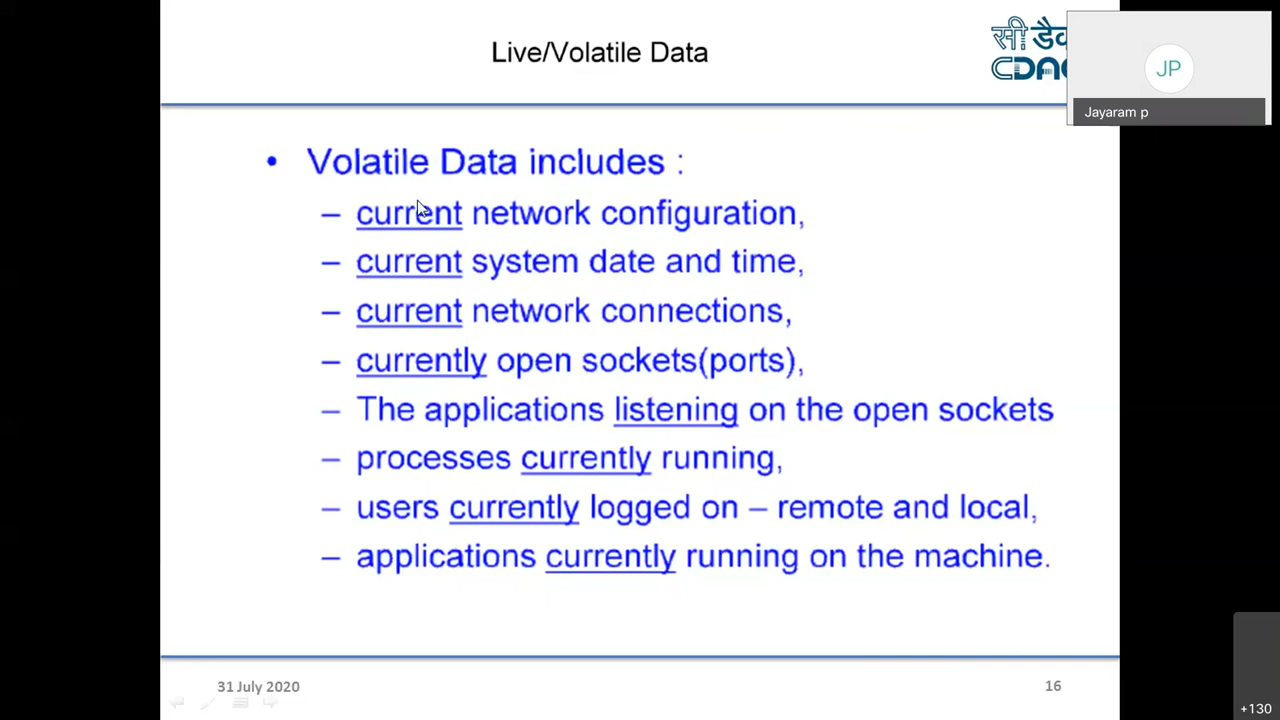 Live/Volatile Data
सी डैक
CDAC
JP
Jayaram p
• Volatile Data includes :
– current network configuration,
– current system date and time,
– current network connections,
– currently open sockets(ports),
– The applications listening on the open sockets
– processes currently running,
– users currently logged on – remote and local,
– applications currently running on the machine.
31 July 2020
16
+130